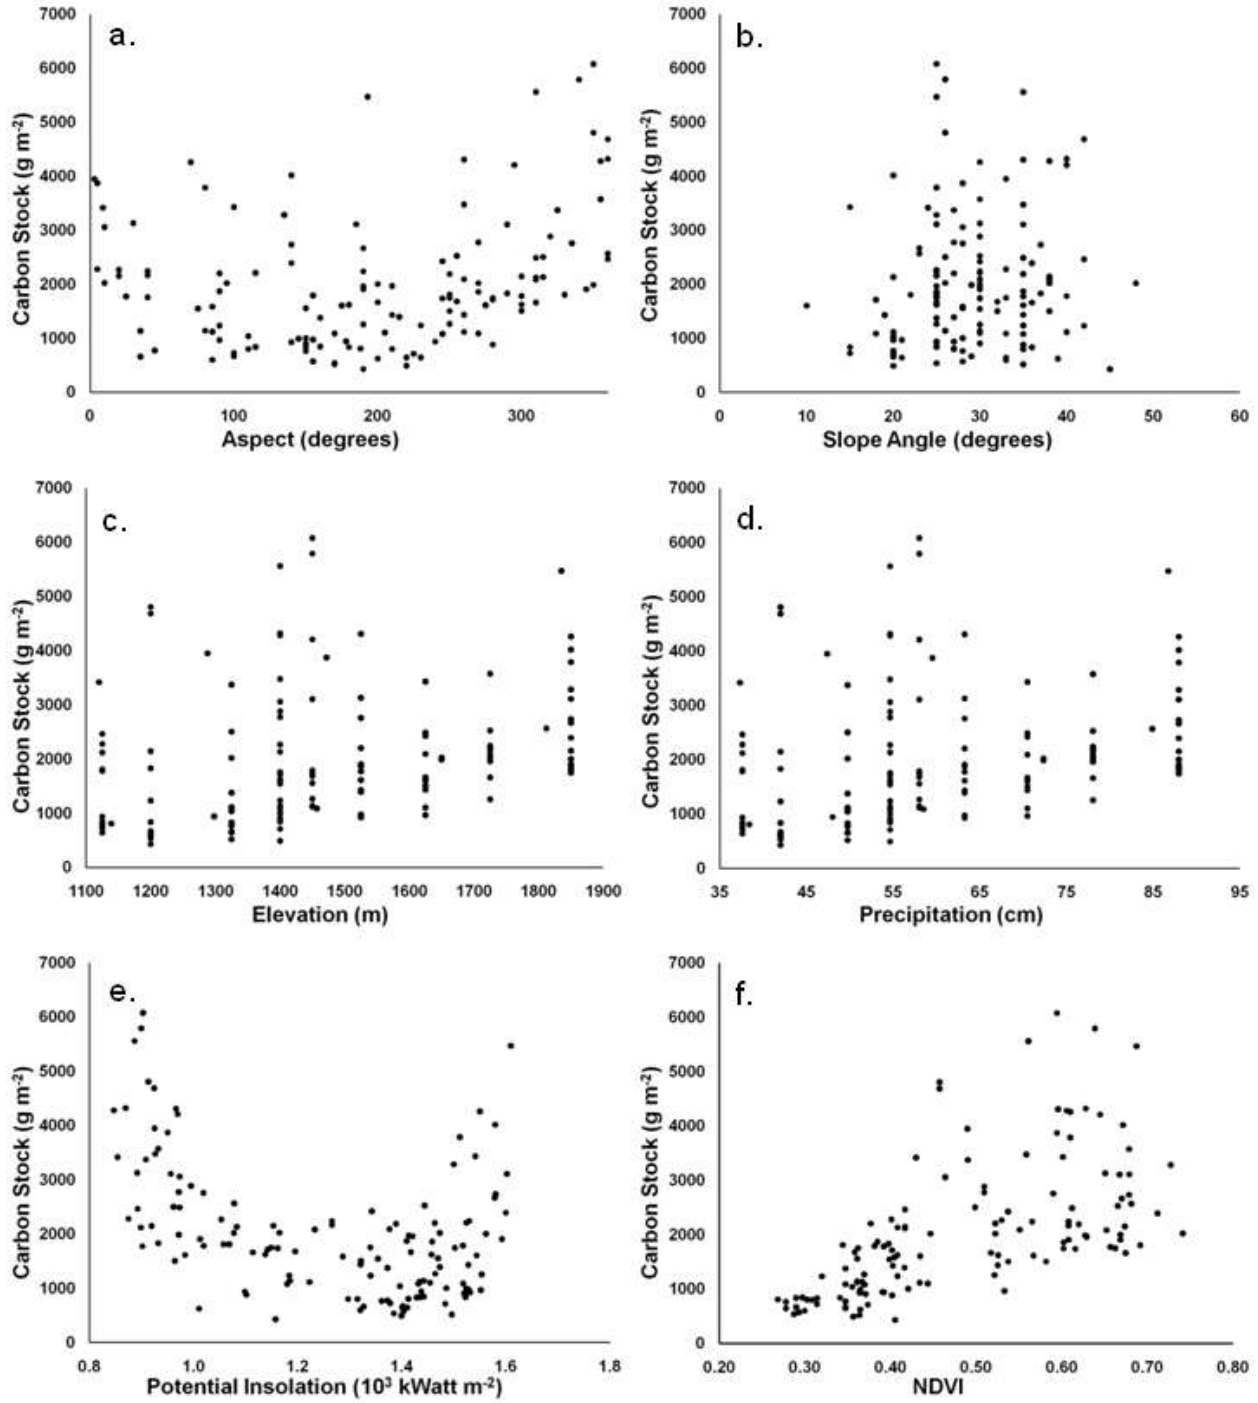 a.
7000
6000
5000
4000
3000
2000
1000
0
Carbon Stock (g m-2)
0 100 200 300
Aspect (degrees)
b.
7000
6000
5000
4000
3000
2000
1000
0
Carbon Stock (g m-2)
0 10 20 30 40 50 60
Slope Angle (degrees)
c.
7000
6000
5000
4000
3000
2000
1000
0
Carbon Stock (g m-2)
1100 1200 1300 1400 1500 1600 1700 1800 1900
Elevation (m)
d.
7000
6000
5000
4000
3000
2000
1000
0
Carbon Stock (g m-2)
35 45 55 65 75 85 95
Precipitation (cm)
e.
7000
6000
5000
4000
3000
2000
1000
0
Carbon Stock (g m-2)
0.8 1.0 1.2 1.4 1.6 1.8
Potential Insolation (10³ kWatt m-2)
f.
7000
6000
5000
4000
3000
2000
1000
0
Carbon Stock (g m-2)
0.20 0.30 0.40 0.50 0.60 0.70 0.80
NDVI